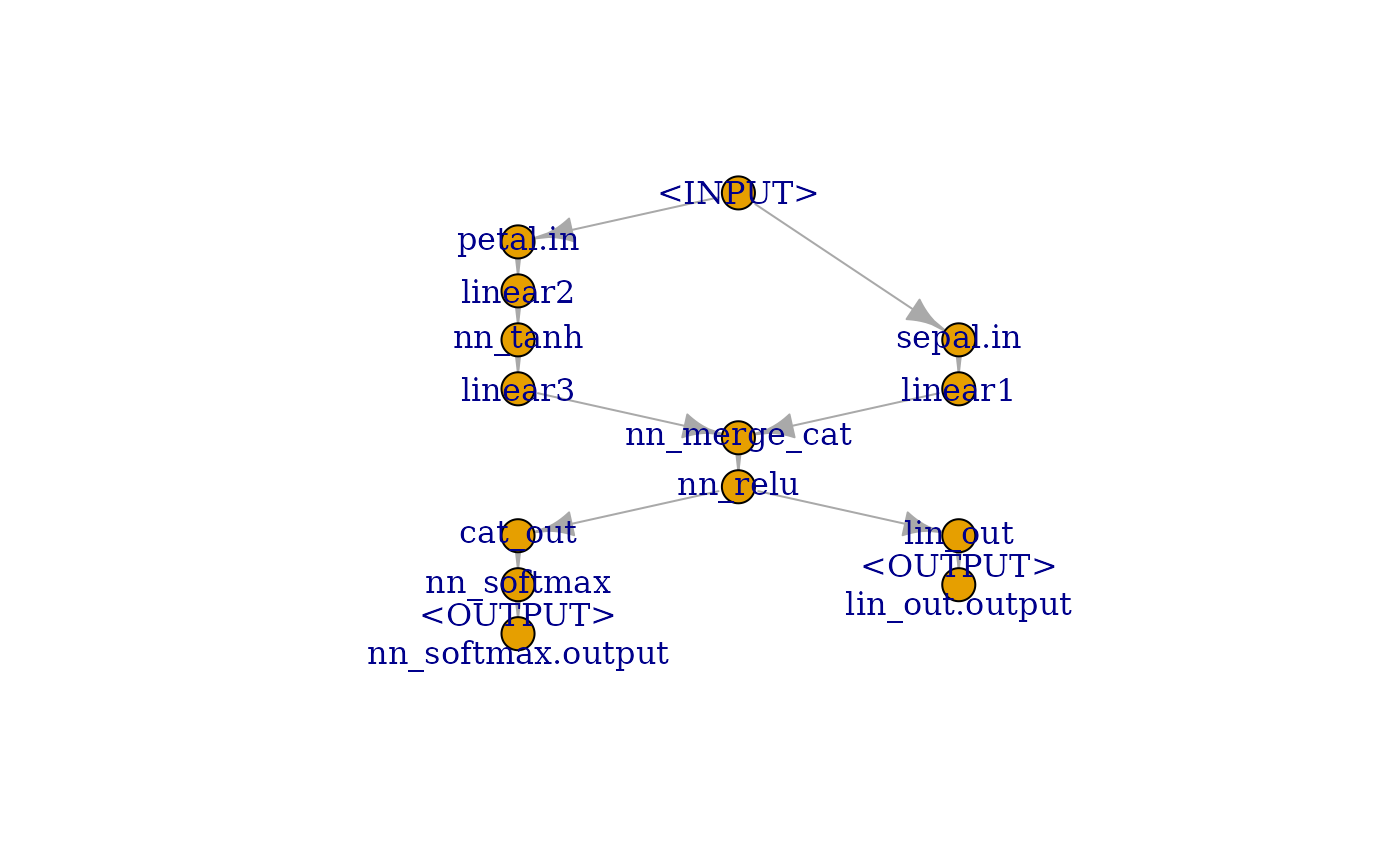 <INPUT>
petal.in
linear2
nn_tanh
sepal.in
linear3
linear1
nn_merge_cat
nn_relu
cat_out
lin_out
nn_softmax
<OUTPUT>
lin_out.output
<OUTPUT>
nn_softmax.output